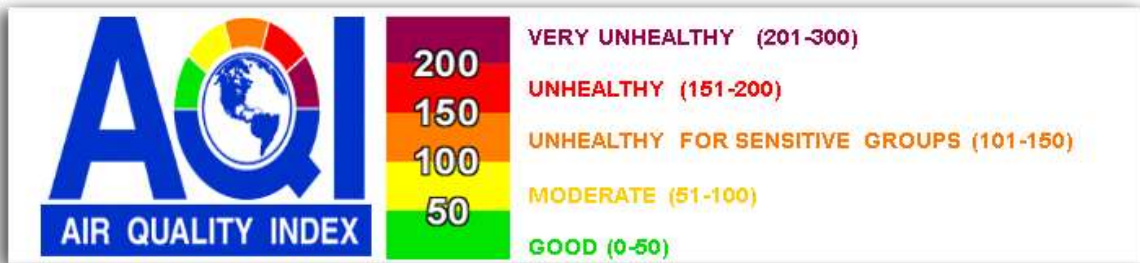 AQI
AIR QUALITY INDEX
200
150
100
50
VERY UNHEALTHY (201-300)
UNHEALTHY (151-200)
UNHEALTHY FOR SENSITIVE GROUPS (101-150)
MODERATE (51-100)
GOOD (0-50)